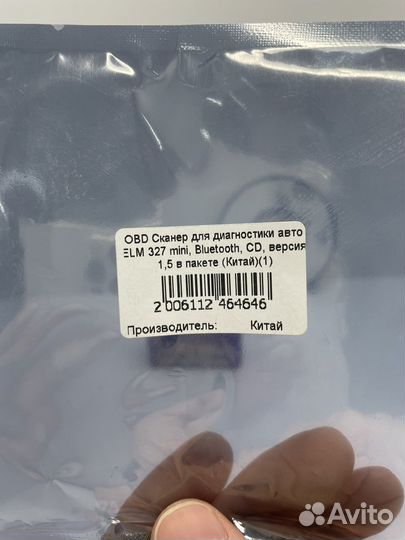 OBD Сканер для диагностики авто
ELM 327 mini, Bluetooth, CD, версия
1,5 в пакете (Китай)(1)
2 006112 464646
Производитель: Китай
Avito